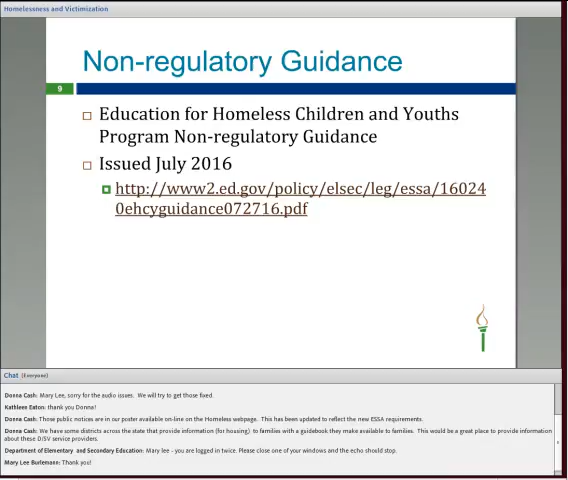 Homelessness and Victimization
Non-regulatory Guidance
9
Education for Homeless Children and Youths
Program Non-regulatory Guidance
Issued July 2016
http://www2.ed.gov/policy/elsec/leg/essa/16024
0ehcyguidance072716.pdf
Chat (Everyone)
Donna Cash: Mary Lee, sorry for the audio issues. We will try to get those fixed.
Kathleen Exton: thank you Donna!
Donna Cash: Those public notices are in our poster available on-line on the Homeless webpage. This has been updated to reflect the new ESSA requirements.
Donna Cash: We have some districts across the state that provide information (for housing) to families with a guidebook they make available to families. This would be a great place to provide information
about these D/SV service providers.
Department of Elementary and Secondary Education: Mary lee - you are logged in twice. Please close one of your windows and the echo should stop.
Mary Lee Burlemann: Thank you!